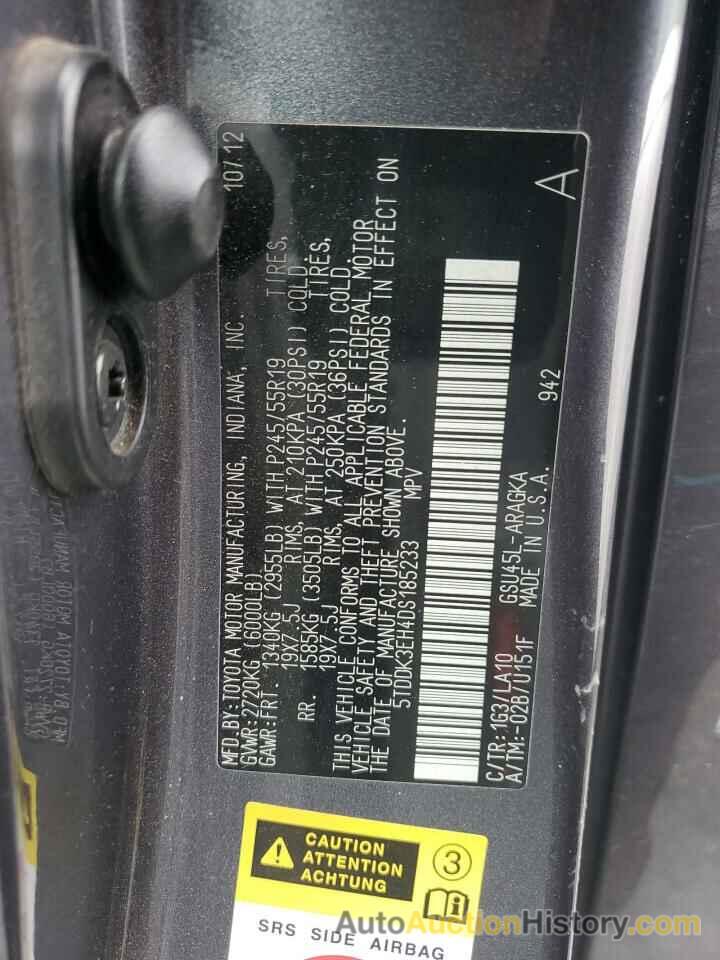 MFD.BY:TOYOTA MOTOR MANUFACTURING, INDIANA, INC. 10/12
GVWR:2720KG (6000LB)
GAWR:FRT. 1340KG (2955LB) WITH P245/55R19 TIRES,
19X7.5J RIMS, AT 210KPA (30PSI) COLD.
RR. 1585KG (3505LB) WITH P245/55R19 TIRES,
19X7.5J RIMS, AT 250KPA (36PSI) COLD.
THIS VEHICLE CONFORMS TO ALL APPLICABLE FEDERAL MOTOR
VEHICLE SAFETY AND THEFT PREVENTION STANDARDS IN EFFECT ON
THE DATE OF MANUFACTURE SHOWN ABOVE.
5TDDK3EH4DS185233 MPV
C/TR:1G3/LA10 GSU45L-ARAGKA 942 A
A/TM:-02B/U151F MADE IN U.S.A.
CAUTION
ATTENTION
ACHTUNG
3
SRS SIDE AIRBAG
AutoAuctionHistory.com